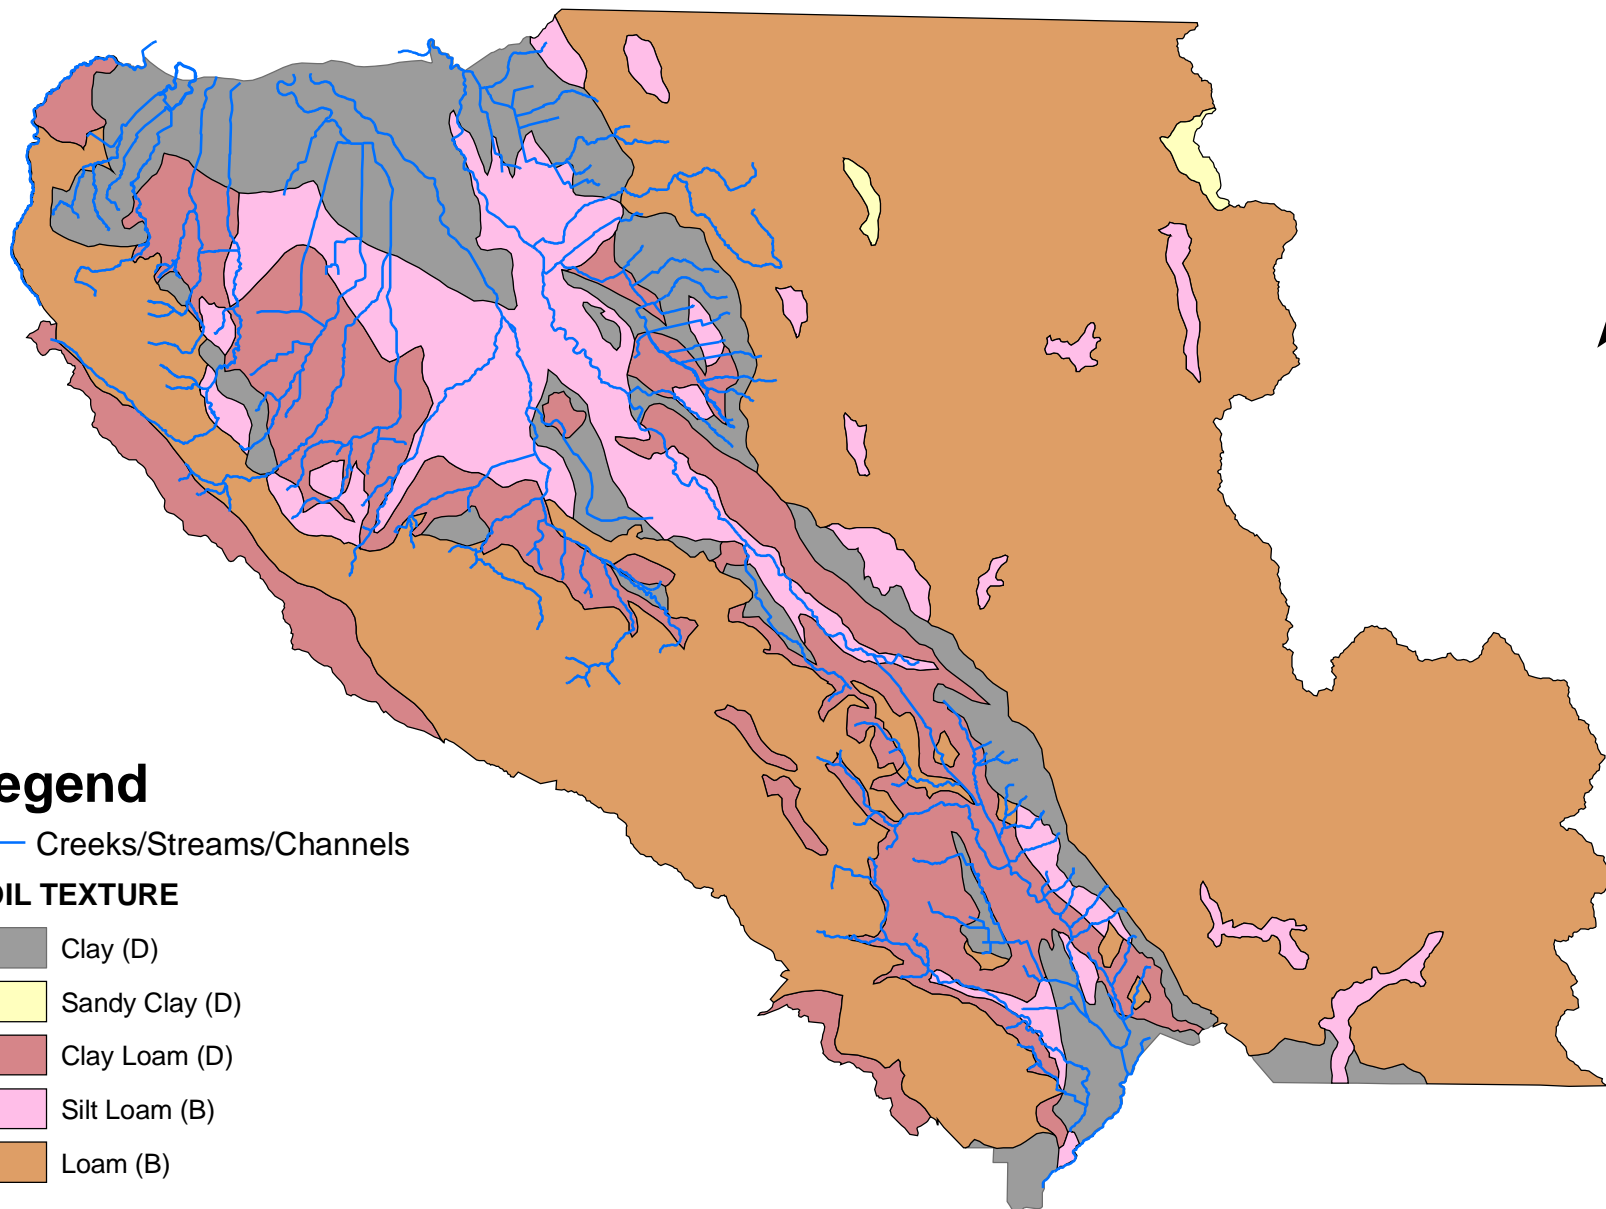 egend
Creeks/Streams/Channels
OIL TEXTURE
Clay (D)
Sandy Clay (D)
Clay Loam (D)
Silt Loam (B)
Loam (B)